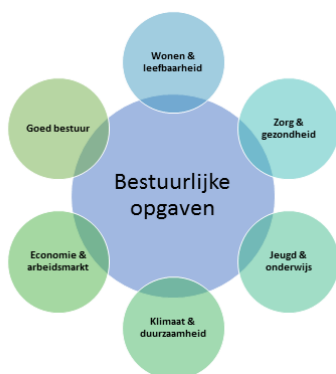 Wonen &
leefbaarheid
Zorg &
gezondheid
Jeugd &
onderwijs
Klimaat &
duurzaamheid
Economie &
arbeidsmarkt
Goed bestuur
Bestuurlijke
opgaven